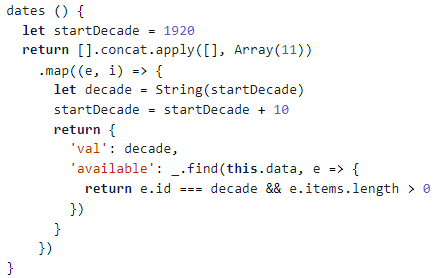 dates () {
  let startDecade = 1920
  return [].concat.apply([], Array(11))
    .map((e, i) => {
      let decade = String(startDecade)
      startDecade = startDecade + 10
      return {
        'val': decade,
        'available': _.find(this.data, e => {
          return e.id === decade && e.items.length > 0
        })
      }
    })
}